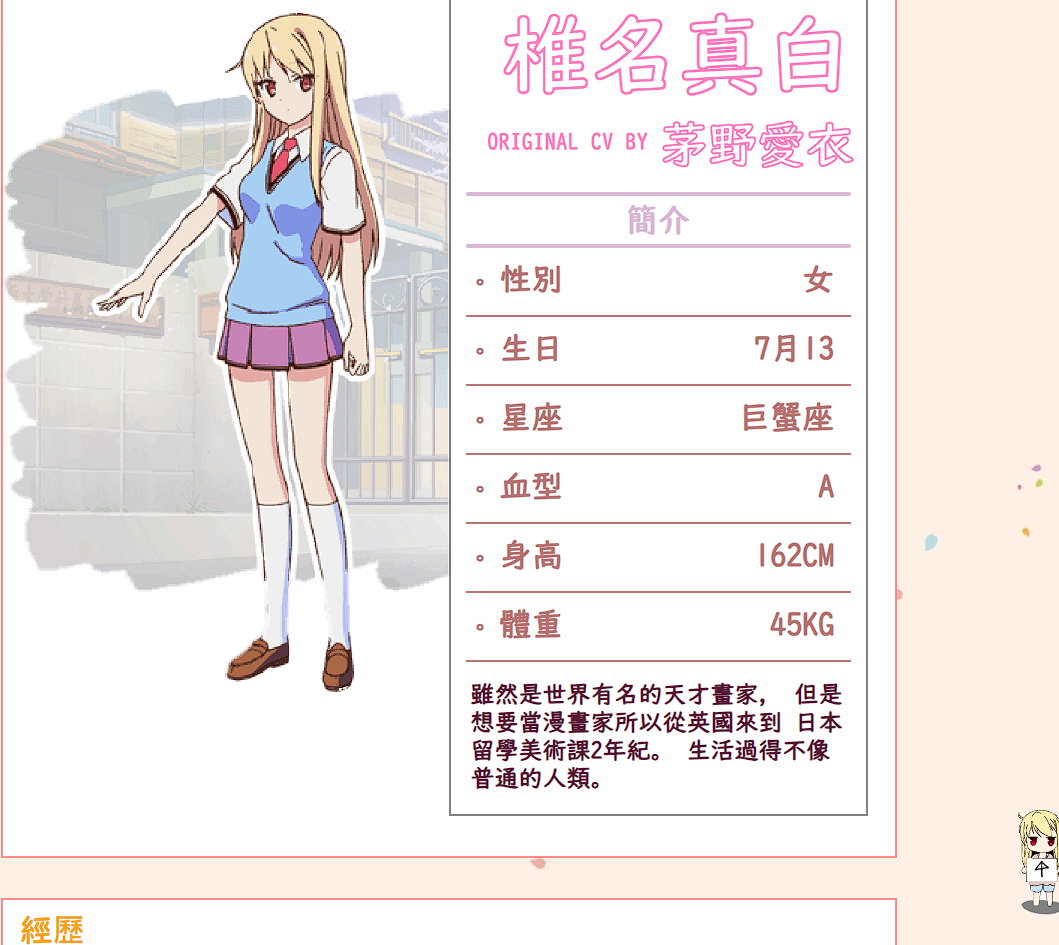 椎名真白
ORIGINAL CV BY 茅野愛衣
簡介
。性別 女
。生日 7月13
。星座 巨蟹座
。血型 A
。身高 162CM
。體重 45KG
雖然是世界有名的天才畫家， 但是
想要當漫畫家所以從英國來到 日本
留學美術課2年紀。 生活過得不像
普通的人類。
經歷